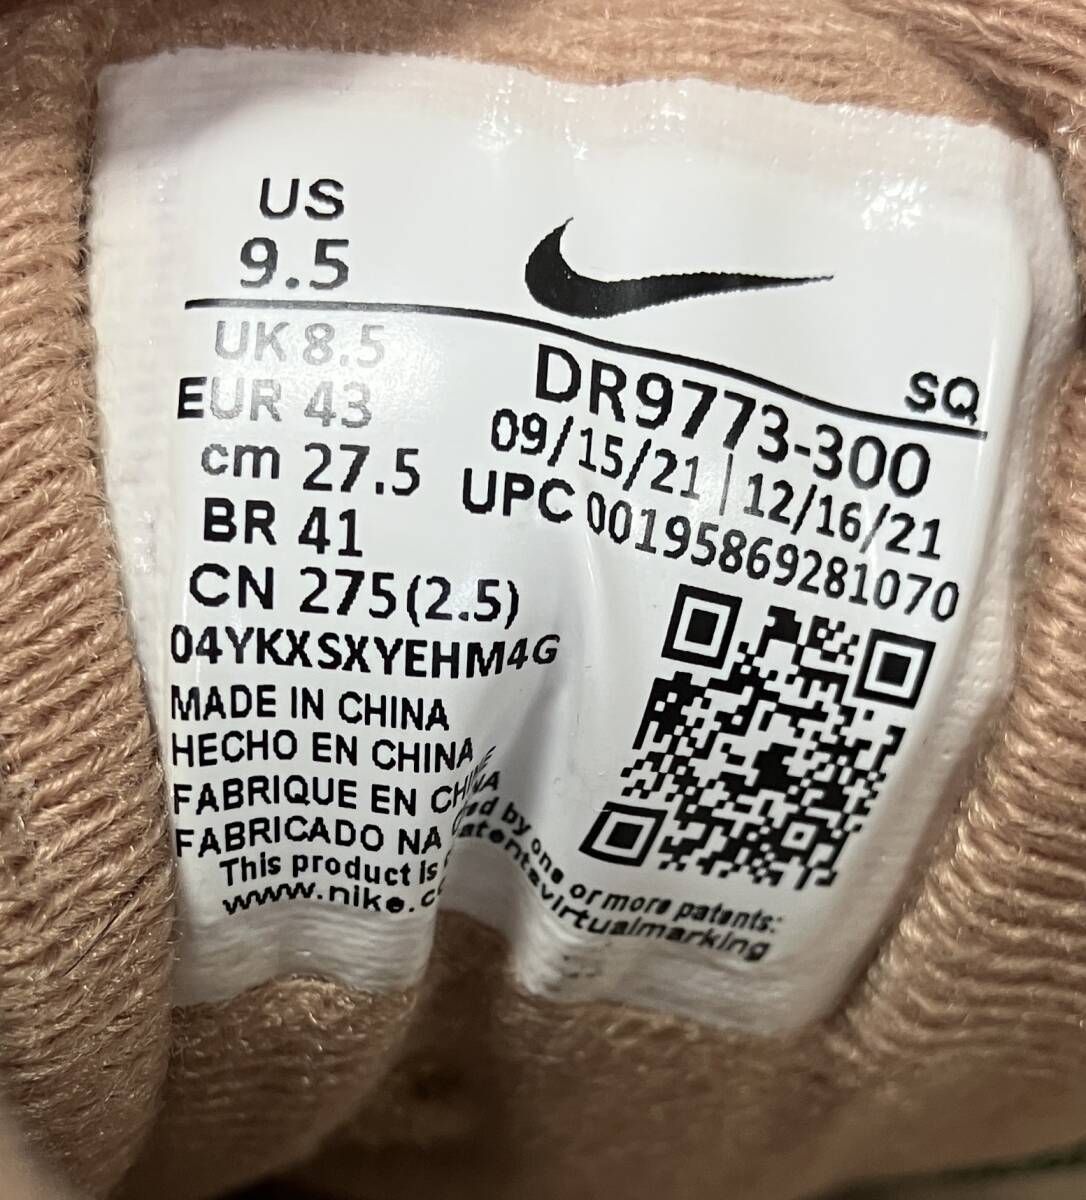 US
9.5
UK 8.5
EUR 43
cm 27.5
BR 41
CN 275(2.5)
04YKXSXYEHM4G
MADE IN CHINA
HECHO EN CHINA
FABRIQUE EN CHINA
FABRICADO NA
This product is
www.nike.c
by one or more patents:
patentsvirtualmarking
SQ
DR9773-300
09/15/21 | 12/16/21
UPC 00195869281070